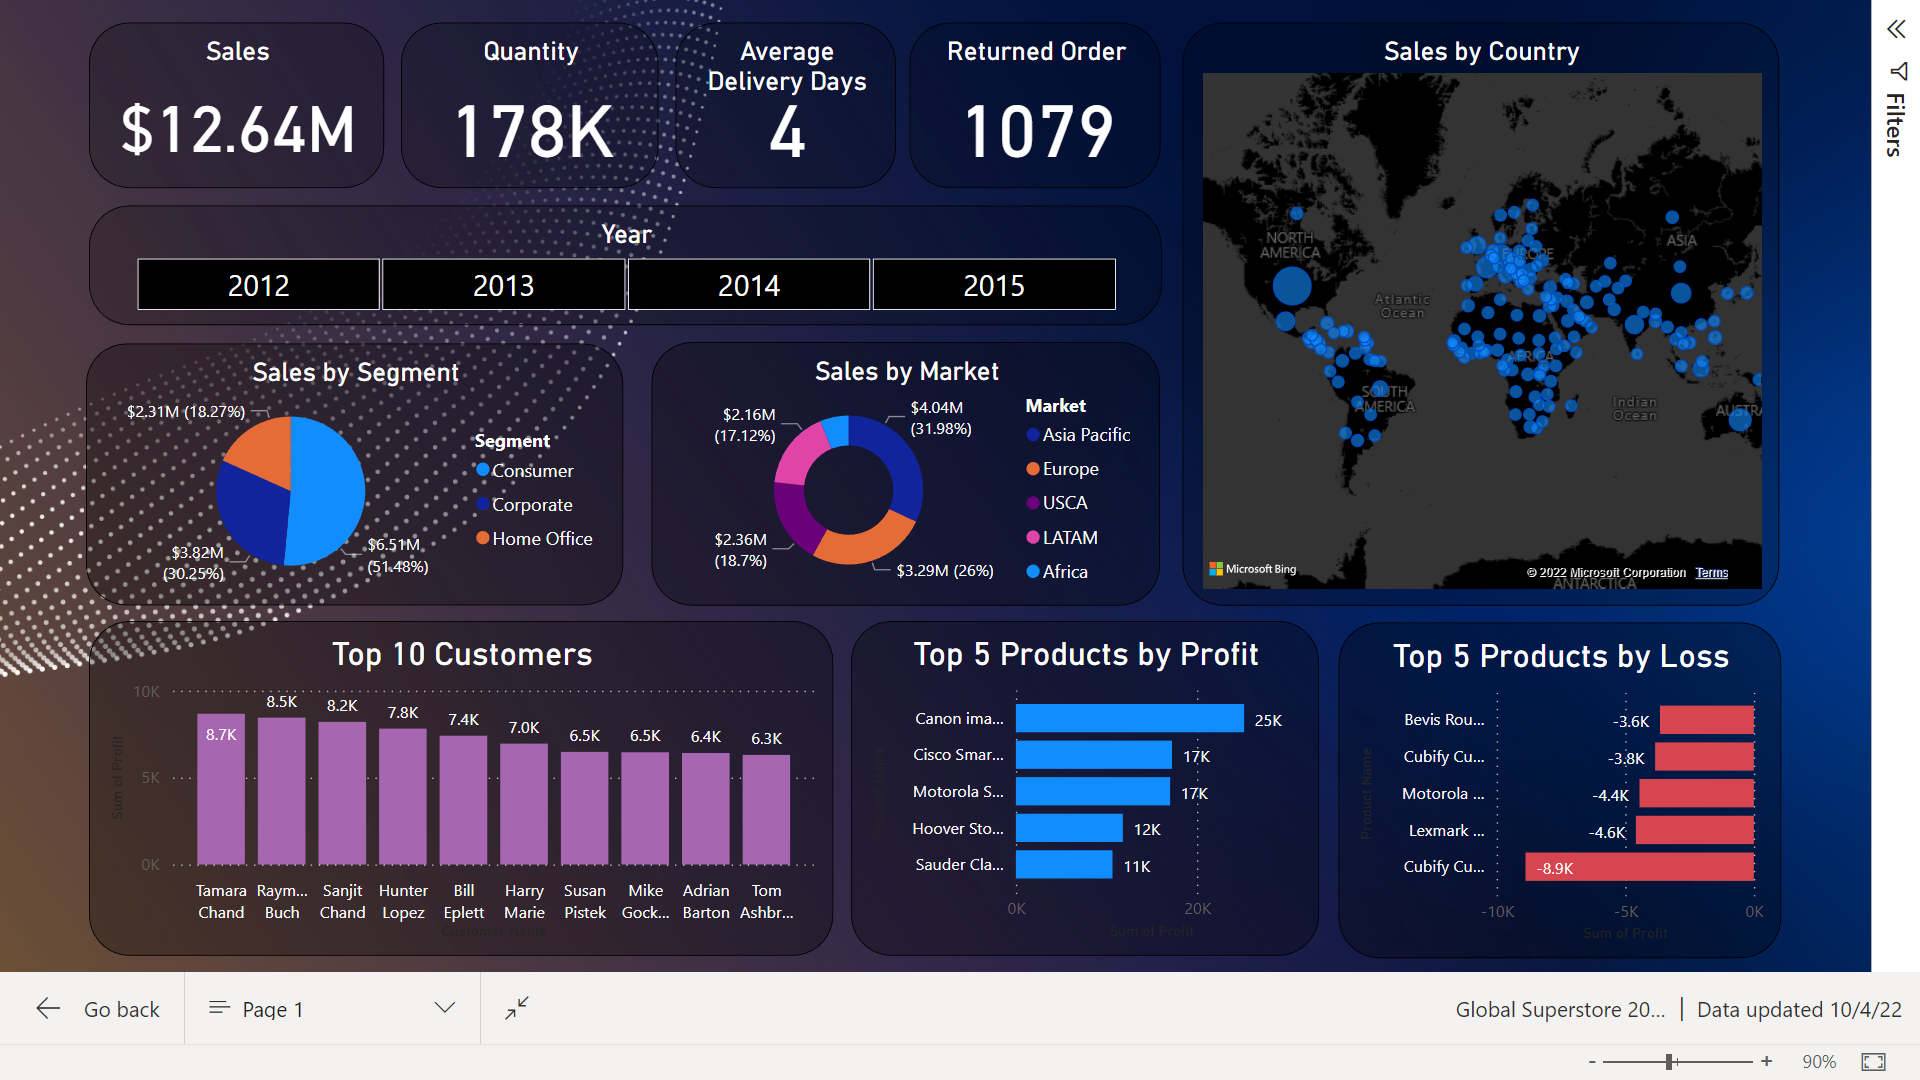 Sales
$12.64M
Quantity
178K
Average
Delivery Days
4
Returned Order
1079
Year
2012
2013
2014
2015
Sales by Country
NORTH
AMERICA
EUROPE
ASIA
Atlantic
Ocean
AFRICA
SOUTH
AMERICA
Indian
Ocean
AUSTRA
ANTARCTICA
Microsoft Bing
© 2022 Microsoft Corporation Terms
Filters
Sales by Segment
$2.31M (18.27%)
$3.82M
(30.25%)
$6.51M
(51.48%)
Segment
Consumer
Corporate
Home Office
Sales by Market
$2.16M
(17.12%)
$4.04M
(31.98%)
$2.36M
(18.7%)
$3.29M (26%)
Market
Asia Pacific
Europe
USCA
LATAM
Africa
Top 10 Customers
Sum of Profit
10K
5K
0K
8.7K
8.5K
8.2K
7.8K
7.4K
7.0K
6.5K
6.5K
6.4K
6.3K
Tamara
Chand
Raym...
Buch
Sanjit
Chand
Hunter
Lopez
Bill
Eplett
Harry
Marie
Susan
Pistek
Mike
Gock...
Adrian
Barton
Tom
Ashbr...
Customer Name
Top 5 Products by Profit
Product Name
Canon ima...
25K
Cisco Smar...
17K
Motorola S...
17K
Hoover Sto...
12K
Sauder Cla...
11K
0K
20K
Sum of Profit
Top 5 Products by Loss
Product Name
Bevis Rou...
-3.6K
Cubify Cu...
-3.8K
Motorola ...
-4.4K
Lexmark ...
-4.6K
Cubify Cu...
-8.9K
-10K
-5K
0K
Sum of Profit
Go back
Page 1
Global Superstore 20... | Data updated 10/4/22
- + 90%